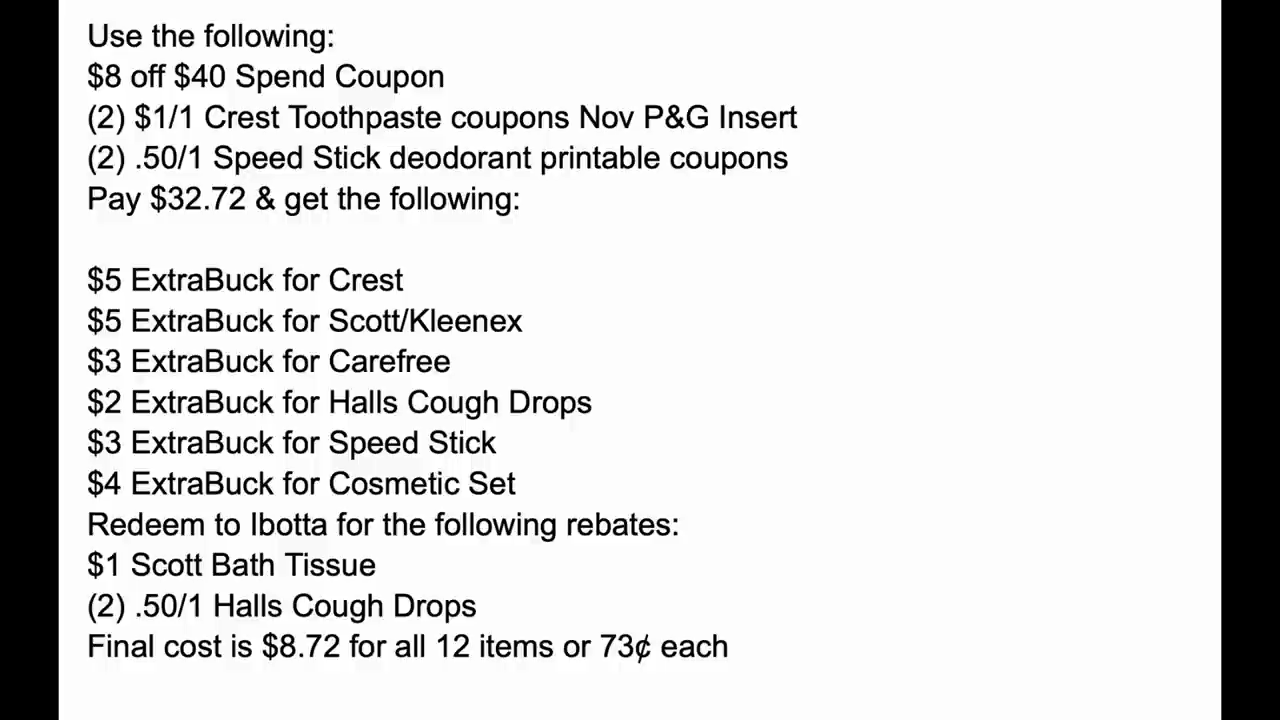 Use the following:
$8 off $40 Spend Coupon
(2) $1/1 Crest Toothpaste coupons Nov P&G Insert
(2) .50/1 Speed Stick deodorant printable coupons
Pay $32.72 & get the following:
$5 ExtraBuck for Crest
$5 ExtraBuck for Scott/Kleenex
$3 ExtraBuck for Carefree
$2 ExtraBuck for Halls Cough Drops
$3 ExtraBuck for Speed Stick
$4 ExtraBuck for Cosmetic Set
Redeem to Ibotta for the following rebates:
$1 Scott Bath Tissue
(2) .50/1 Halls Cough Drops
Final cost is $8.72 for all 12 items or 73¢ each